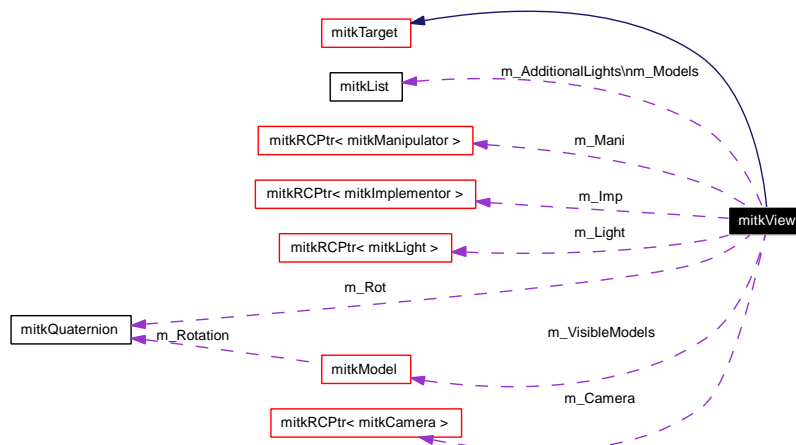 mitkTarget
m_AdditionalLights\nm_Models
mitkList
mitkRCPtr< mitkManipulator >
m_Mani
mitkRCPtr< mitkImplementor >
m_Imp
mitkView
m_Light
mitkRCPtr< mitkLight >
m_Rot
mitkQuaternion
m_Rotation
m_VisibleModels
mitkModel
m_Camera
mitkRCPtr< mitkCamera >